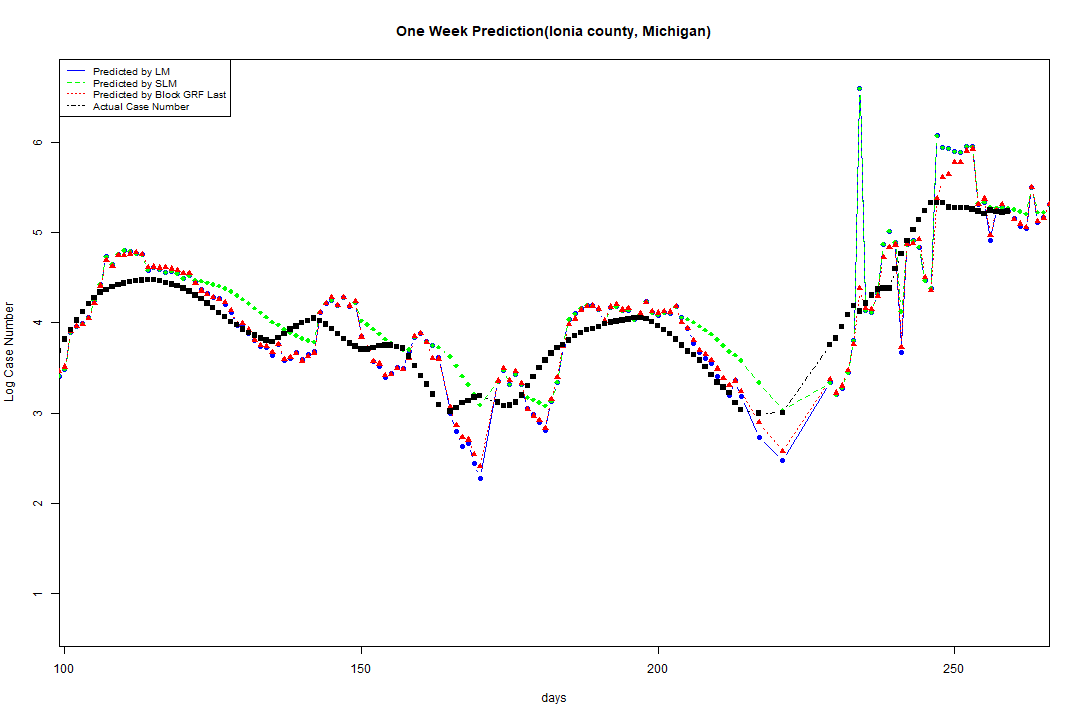 One Week Prediction(Ionia county, Michigan)
Predicted by LM
Predicted by SLM
Predicted by Block GRF Last
Actual Case Number
Log Case Number
6
5
4
3
2
1
100
150
200
250
days